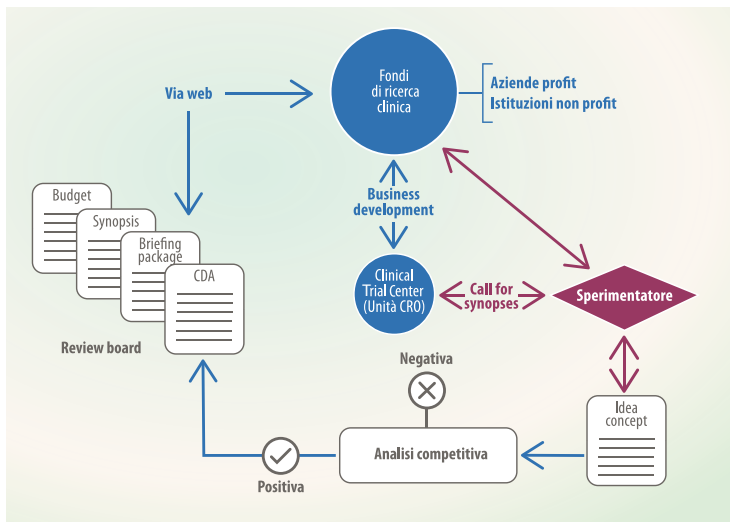 Fondi
di ricerca
clinica
Aziende profit
Istituzioni non profit
Via web
Business
development
Budget
Synopsis
Briefing
package
CDA
Review board
Clinical
Trial Center
(Unità CRO)
Call for
synopses
Sperimentatore
Negativa
Idea
concept
Analisi competitiva
Positiva